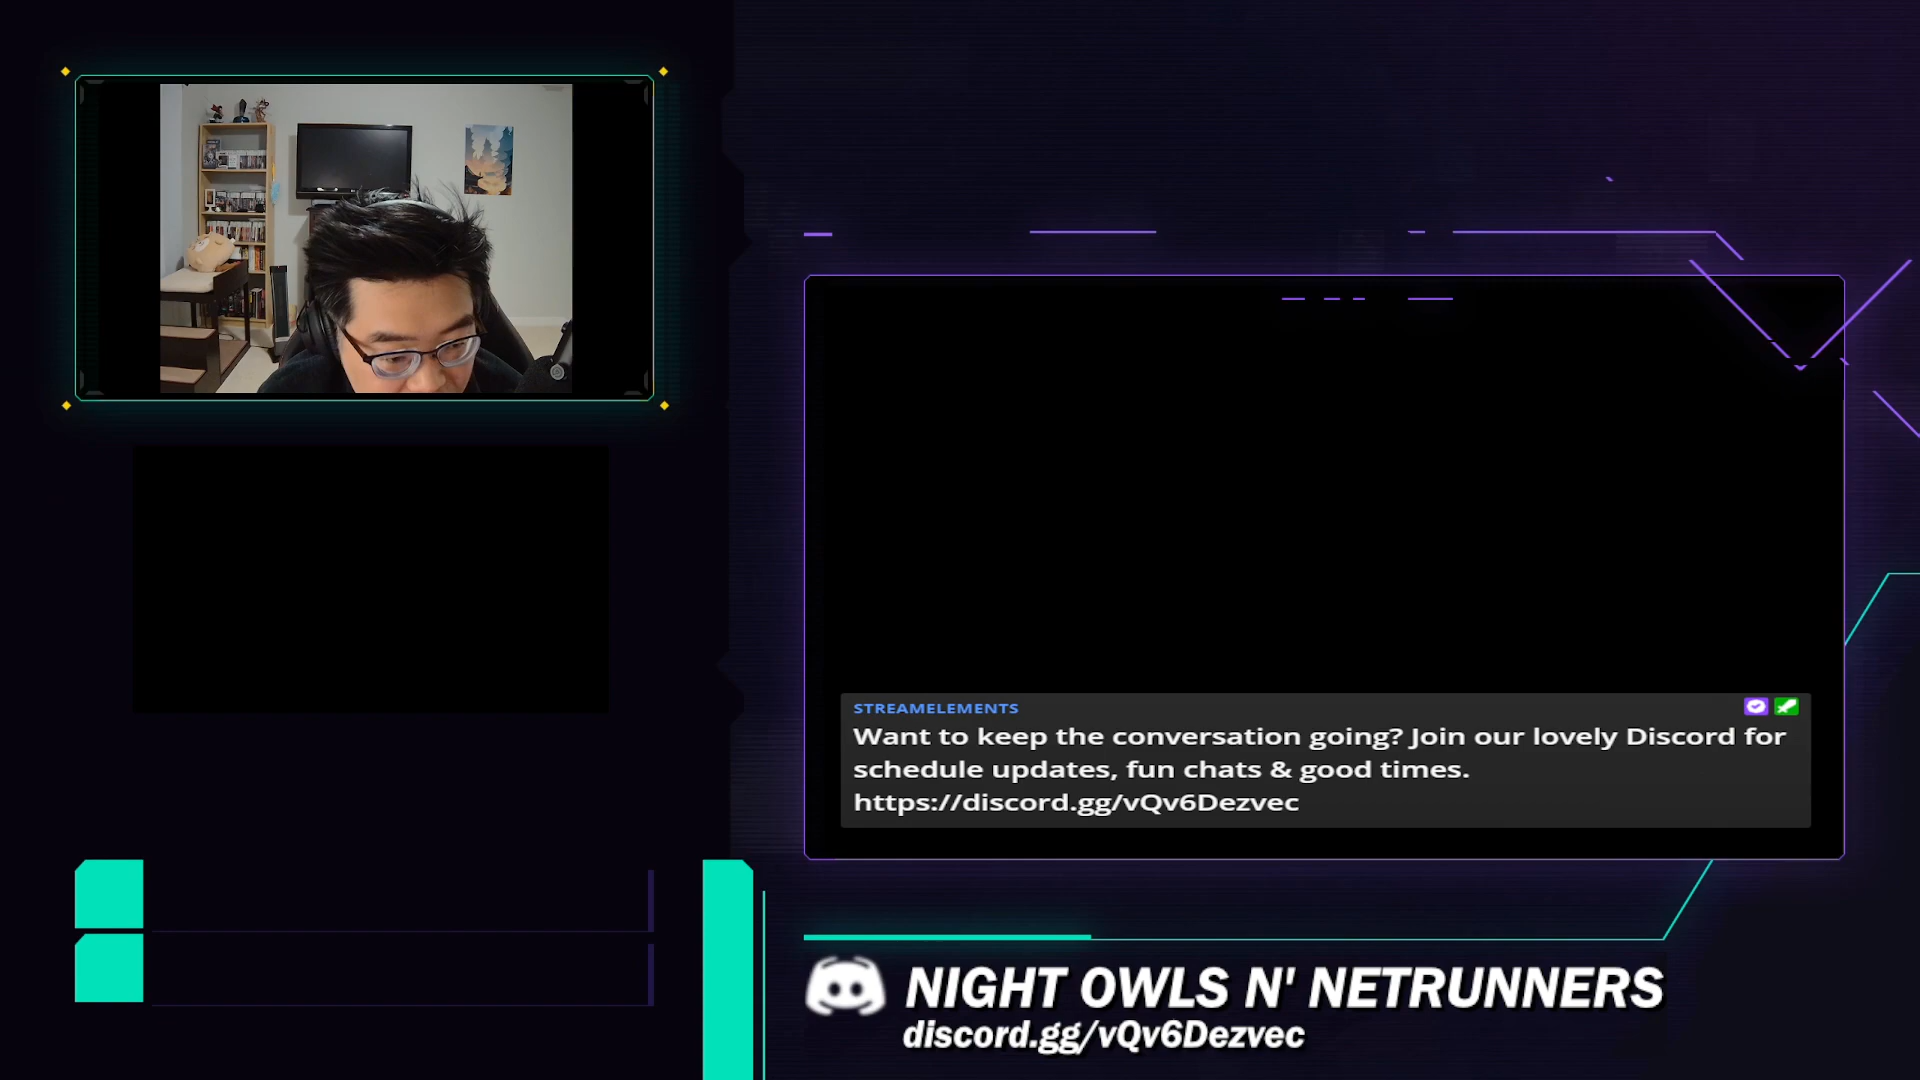 STREAMELEMENTS
Want to keep the conversation going? Join our lovely Discord for
schedule updates, fun chats & good times.
https://discord.gg/vQv6Dezvec
NIGHT OWLS N' NETRUNNERS
discord.gg/vQv6Dezvec